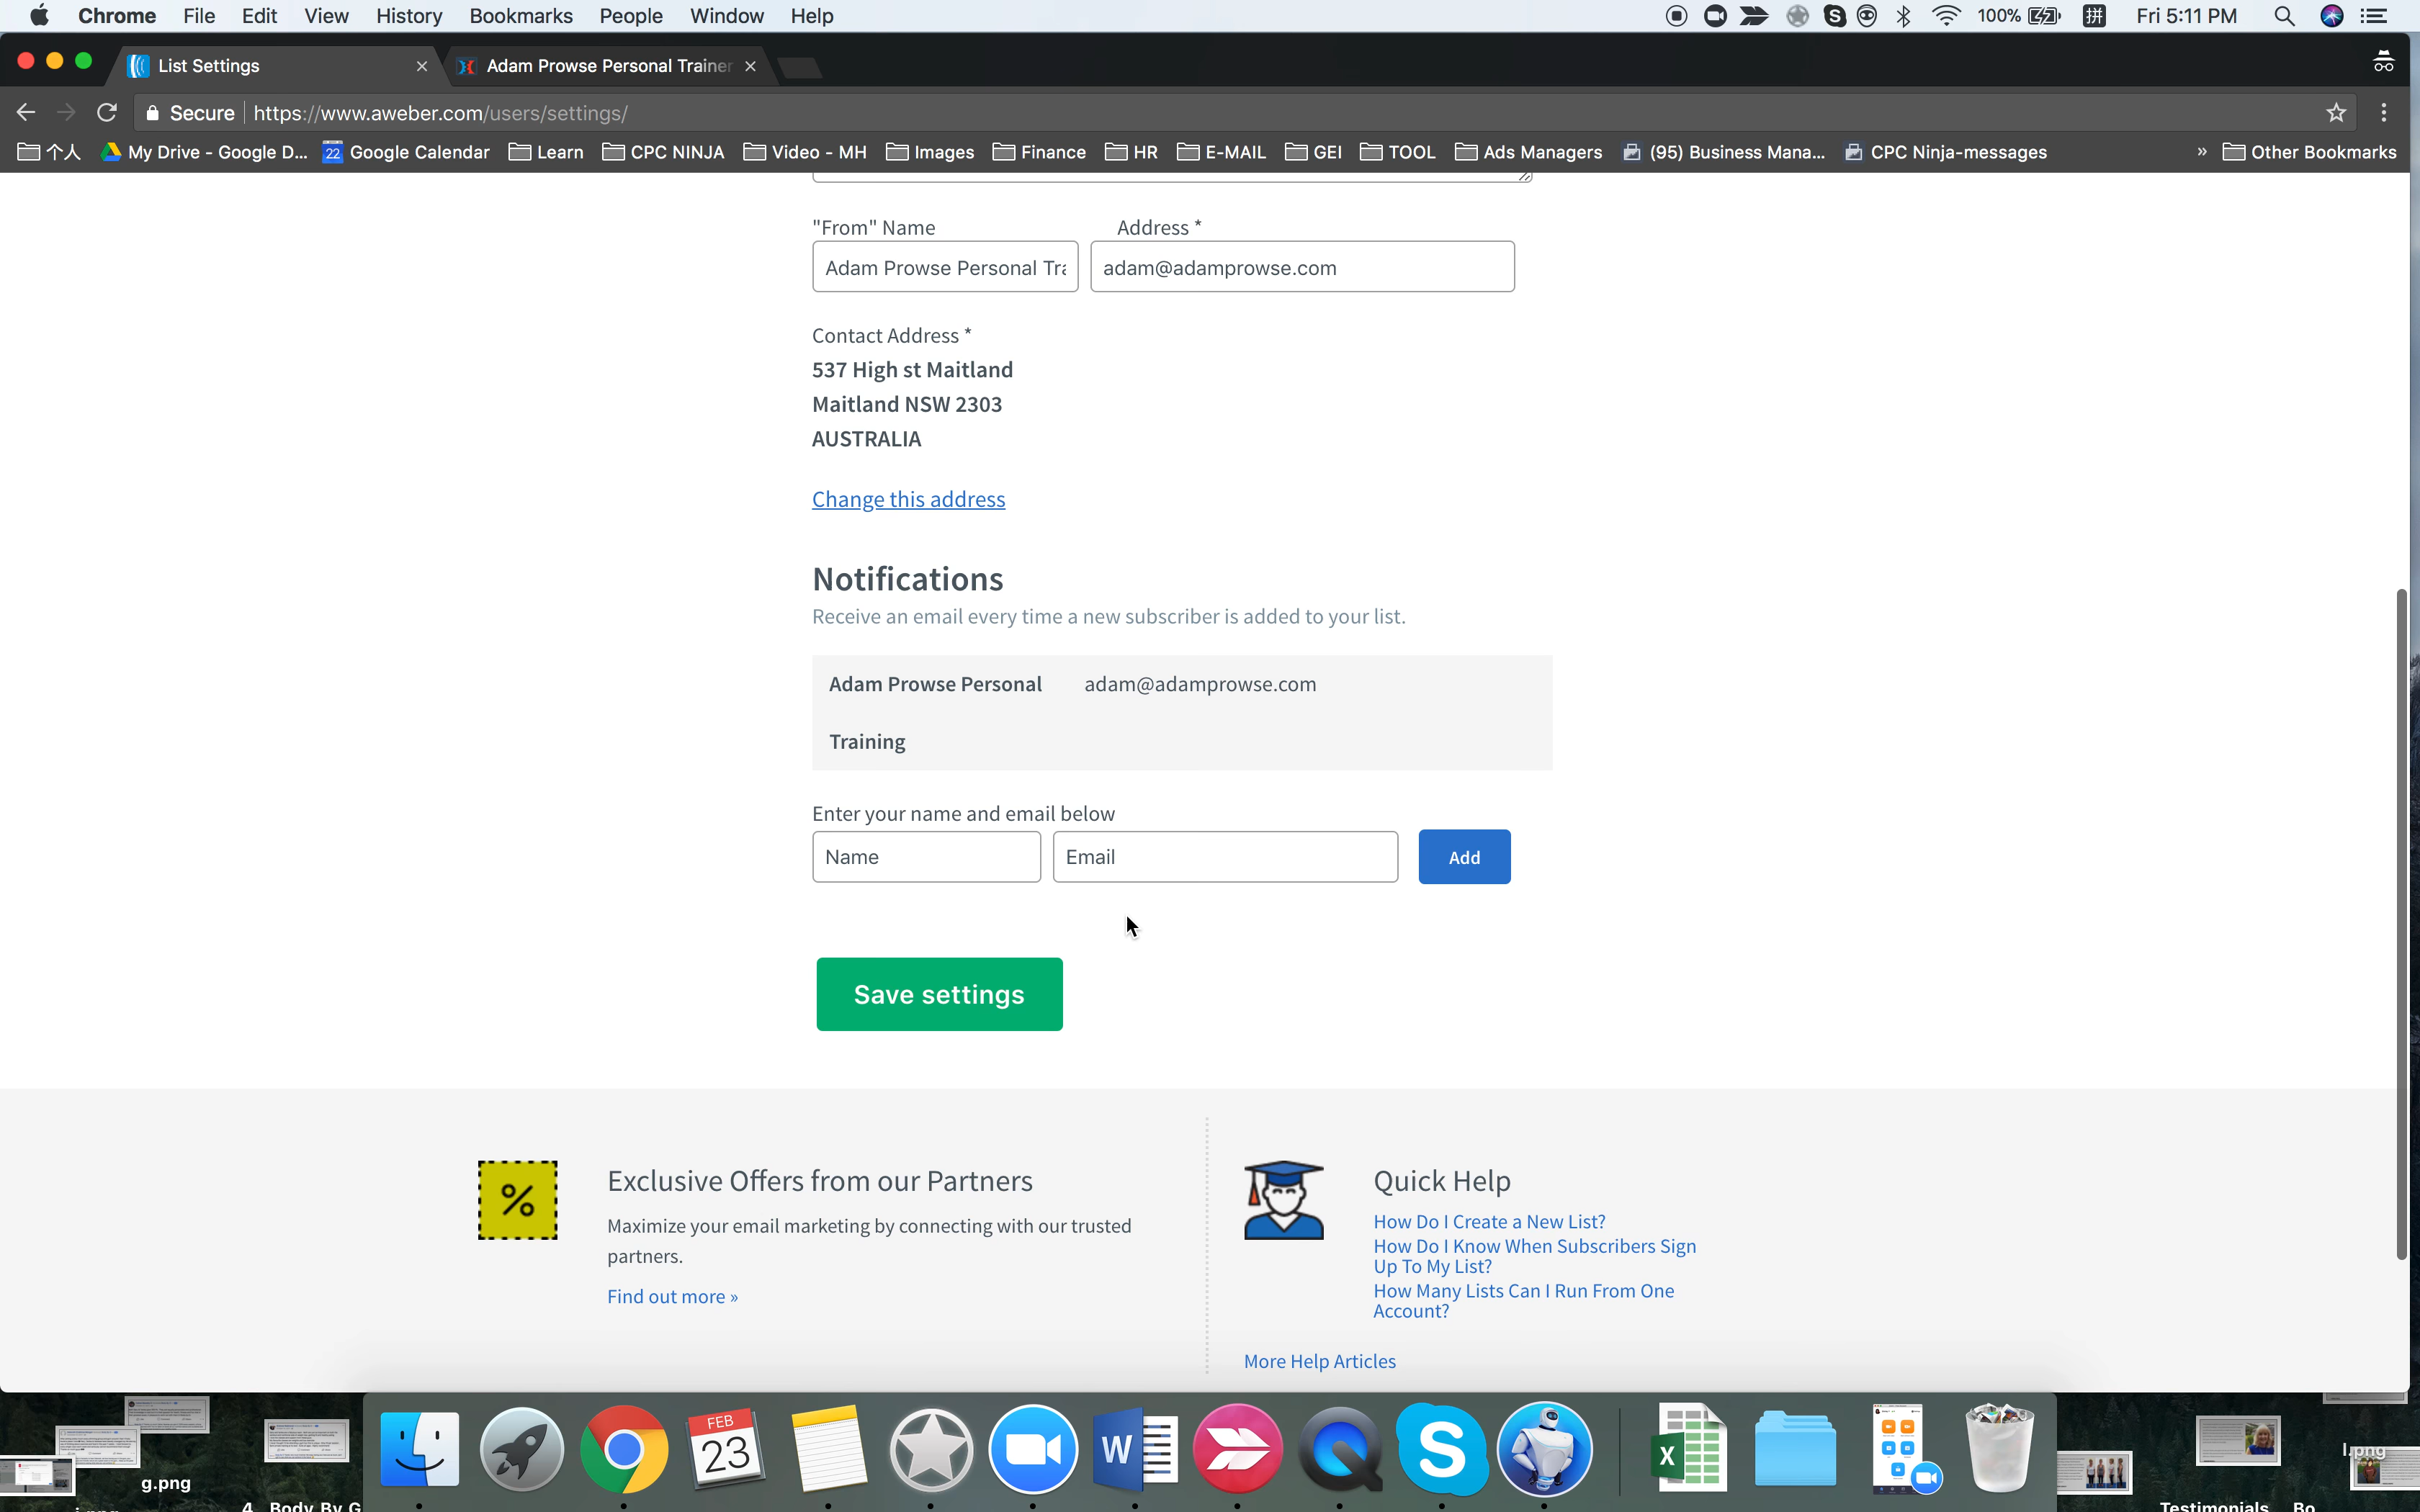 Chrome File Edit View History Bookmarks People Window Help 100% 拼 Fri 5:11 PM
List Settings Adam Prowse Personal Trainer
Secure https://www.aweber.com/users/settings/
个人 My Drive - Google D... 22 Google Calendar Learn CPC NINJA Video - MH Images Finance HR E-MAIL GEI TOOL Ads Managers (95) Business Mana... CPC Ninja-messages » Other Bookmarks
"From" Name Address *
Adam Prowse Personal Tra adam@adamprowse.com
Contact Address *
537 High st Maitland
Maitland NSW 2303
AUSTRALIA
Change this address
Notifications
Receive an email every time a new subscriber is added to your list.
Adam Prowse Personal adam@adamprowse.com
Training
Enter your name and email below
Name Email Add
Save settings
% Exclusive Offers from our Partners
Maximize your email marketing by connecting with our trusted
partners.
Find out more »
Quick Help
How Do I Create a New List?
How Do I Know When Subscribers Sign
Up To My List?
How Many Lists Can I Run From One
Account?
More Help Articles
FEB
23
W
S
X
g.png
l.png
4 Body By G
Testimonials Bo